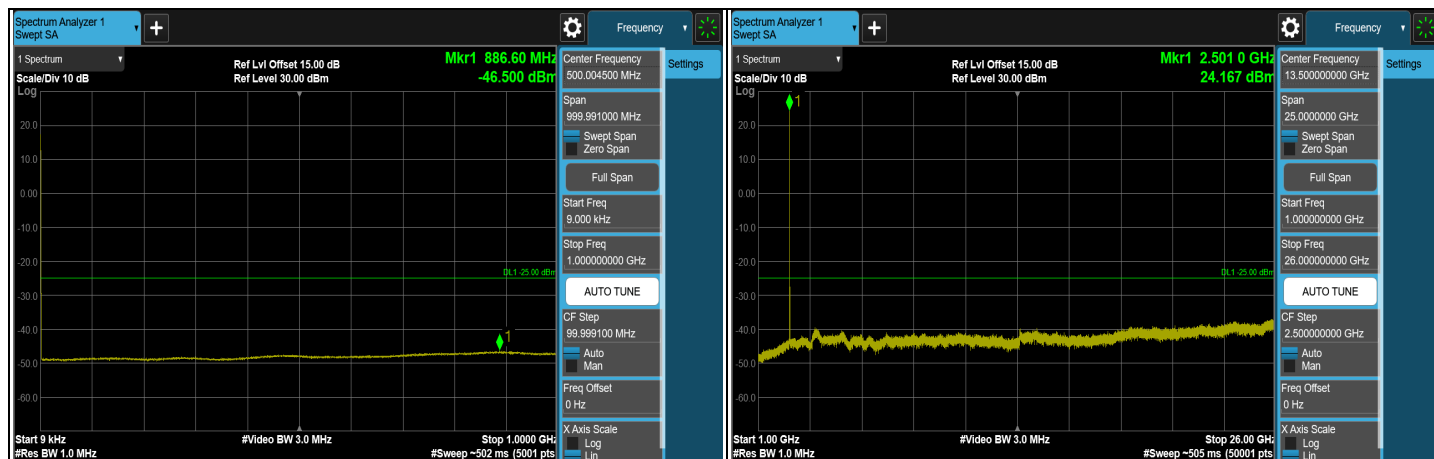 Spectrum Analyzer 1
Swept SA
+
Frequency
1 Spectrum
Ref Lvl Offset 15.00 dB
Mkr1 886.60 MHz
Scale/Div 10 dB
Ref Level 30.00 dBm
-46.500 dBm
Log
20.0
10.0
0.00
-10.0
-20.0
-30.0
-40.0
-50.0
-60.0
DL1 -25.00 dBm
1
Start 9 kHz
#Video BW 3.0 MHz
Stop 1.0000 GHz
#Res BW 1.0 MHz
#Sweep ~502 ms (5001 pts
Center Frequency
500.004500 MHz
Settings
Span
999.991000 MHz
Swept Span
Zero Span
Full Span
Start Freq
9.000 kHz
Stop Freq
1.000000000 GHz
AUTO TUNE
CF Step
99.999100 MHz
Auto
Man
Freq Offset
0 Hz
X Axis Scale
Log
Lin
Spectrum Analyzer 1
Swept SA
+
Frequency
1 Spectrum
Ref Lvl Offset 15.00 dB
Mkr1 2.501 0 GHz
Scale/Div 10 dB
Ref Level 30.00 dBm
24.167 dBm
Log
1
20.0
10.0
0.00
-10.0
-20.0
-30.0
-40.0
-50.0
-60.0
DL1 -25.00 dBm
Start 1.00 GHz
#Video BW 3.0 MHz
Stop 26.00 GHz
#Res BW 1.0 MHz
#Sweep ~505 ms (50001 pts
Center Frequency
13.50000000 GHz
Settings
Span
25.0000000 GHz
Swept Span
Zero Span
Full Span
Start Freq
1.000000000 GHz
Stop Freq
26.000000000 GHz
AUTO TUNE
CF Step
2.500000000 GHz
Auto
Man
Freq Offset
0 Hz
X Axis Scale
Log
Lin